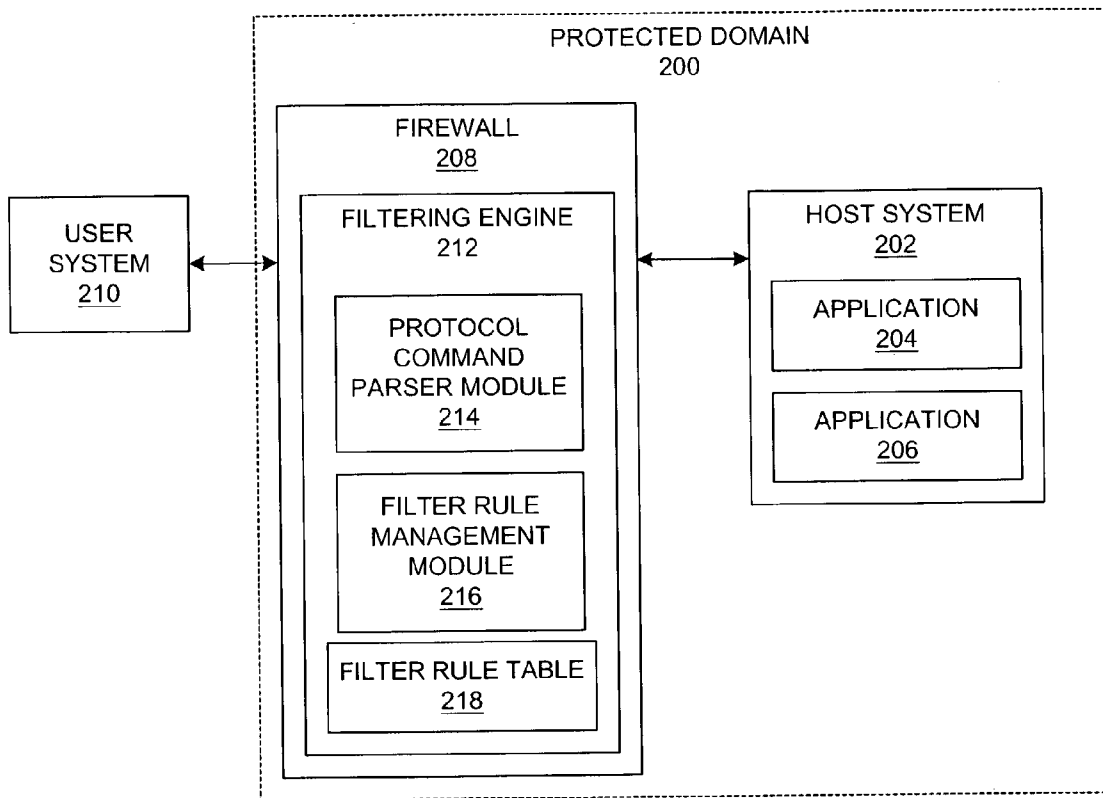 PROTECTED DOMAIN
200
FIREWALL
208
FILTERING ENGINE
212
PROTOCOL
COMMAND
PARSER MODULE
214
FILTER RULE
MANAGEMENT
MODULE
216
FILTER RULE TABLE
218
USER
SYSTEM
210
HOST SYSTEM
202
APPLICATION
204
APPLICATION
206